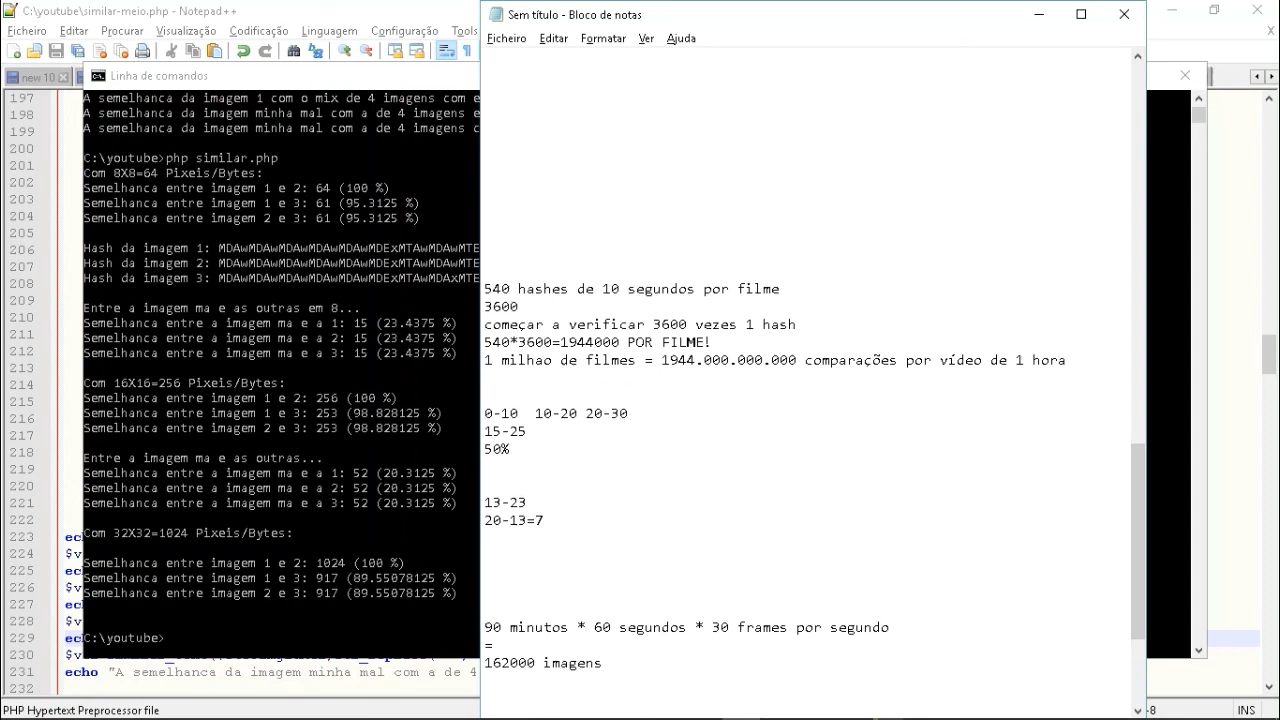 C:\youtube\similar-meio.php - Notepad++
Ficheiro Editar Procurar Visualização Codificação Linguagem Configuração Tools
new 10
Linha de comandos
197
198
199
200
201
202
203
204
205
206
207
208
209
210
211
212
213
214
215
216
217
218
219
220
221
222
223
224 $v
225
226 $v
227
228 $v
229
230
231 echo "A semelhanca da imagem minha mal com a de 4
232
A semelhanca da imagem 1 com o mix de 4 imagens com e
A semelhanca da imagem minha mal com a de 4 imagens e
A semelhanca da imagem minha mal com a de 4 imagens c
C:\youtube>php similar.php
Com 8X8=64 Pixeis/Bytes:
Semelhanca entre imagem 1 e 2: 64 (100 %)
Semelhanca entre imagem 1 e 3: 61 (95.3125 %)
Semelhanca entre imagem 2 e 3: 61 (95.3125 %)
Hash da imagem 1: MDAwMDAwMDAwMDAwMDAwMDExMTAwMDAwMTE
Hash da imagem 2: MDAwMDAwMDAwMDAwMDAwMDExMTAwMDAwMTE
Hash da imagem 3: MDAwMDAwMDAwMDAwMDAwMDExMTAwMDAxMTE
Entre a imagem ma e as outras em 8...
Semelhanca entre a imagem ma e a 1: 15 (23.4375 %)
Semelhanca entre a imagem ma e a 2: 15 (23.4375 %)
Semelhanca entre a imagem ma e a 3: 15 (23.4375 %)
Com 16X16=256 Pixeis/Bytes:
Semelhanca entre imagem 1 e 2: 256 (100 %)
Semelhanca entre imagem 1 e 3: 253 (98.828125 %)
Semelhanca entre imagem 2 e 3: 253 (98.828125 %)
Entre a imagem ma e as outras...
Semelhanca entre a imagem ma e a 1: 52 (20.3125 %)
Semelhanca entre a imagem ma e a 2: 52 (20.3125 %)
Semelhanca entre a imagem ma e a 3: 52 (20.3125 %)
Com 32X32=1024 Pixeis/Bytes:
Semelhanca entre imagem 1 e 2: 1024 (100 %)
Semelhanca entre imagem 1 e 3: 917 (89.55078125 %)
Semelhanca entre imagem 2 e 3: 917 (89.55078125 %)
C:\youtube>
Sem título - Bloco de notas
Ficheiro Editar Formatar Ver Ajuda
540 hashes de 10 segundos por filme
3600
começar a verificar 3600 vezes 1 hash
540*3600=1944000 POR FILME!
1 milhao de filmes = 1944.000.000.000 comparações por vídeo de 1 hora
0-10 10-20 20-30
15-25
50%
13-23
20-13=7
90 minutos * 60 segundos * 30 frames por segundo
=
162000 imagens
PHP Hypertext Preprocessor file
-8
INS